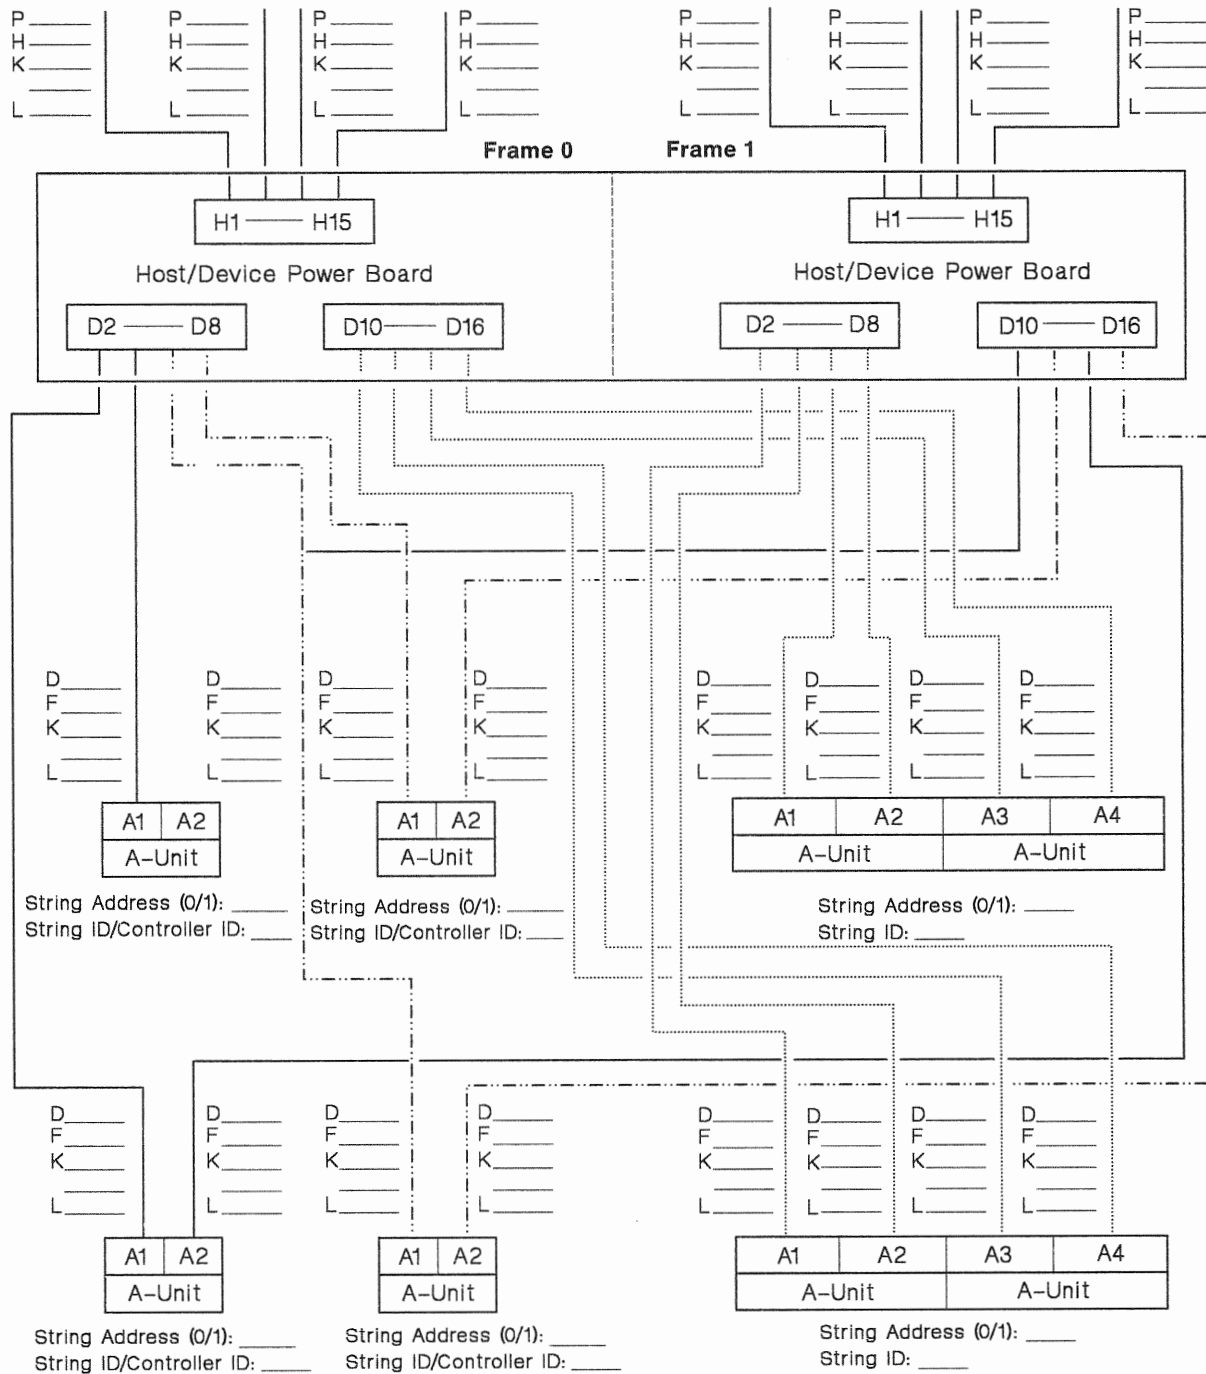 P P P P P P P P
H H H H H H H H
K K K K K K K K
L L L L L L L L
Frame 0 Frame 1
H1 H15 H1 H15
Host/Device Power Board Host/Device Power Board
D2 D8 D10 D16 D2 D8 D10 D16
D D D D D D D D
F F F F F F F F
K K K K K K K K
L L L L L L L L
A1 A2 A1 A2 A1 A2 A3 A4
A-Unit A-Unit A-Unit A-Unit
String Address (0/1): String Address (0/1): String Address (0/1):
String ID/Controller ID: String ID/Controller ID: String ID:
D D D D D D D D
F F F F F F F F
K K K K K K K K
L L L L L L L L
A1 A2 A1 A2 A1 A2 A3 A4
A-Unit A-Unit A-Unit A-Unit
String Address (0/1): String Address (0/1): String Address (0/1):
String ID/Controller ID: String ID/Controller ID: String ID: